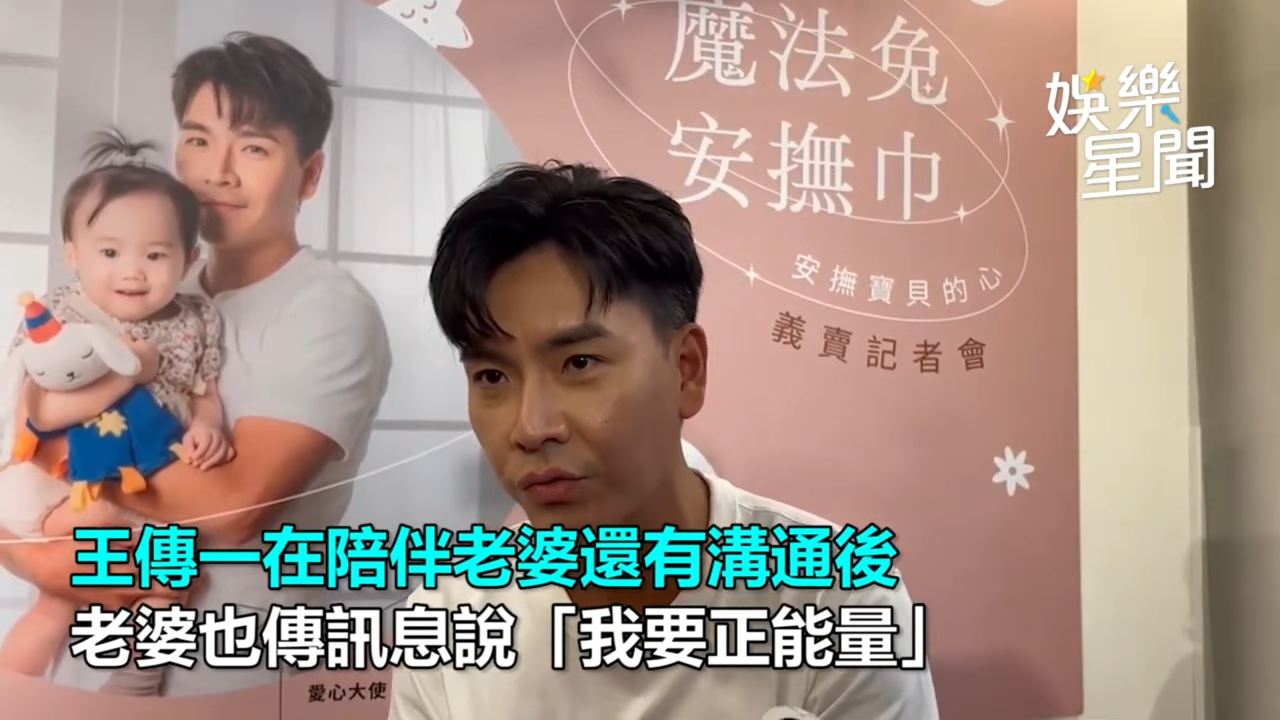 魔法兔
安撫巾
安撫寶貝的心
義賣記者會
娛樂
星聞
王傳一在陪伴老婆還有溝通後
老婆也傳訊息說「我要正能量」
愛心大使